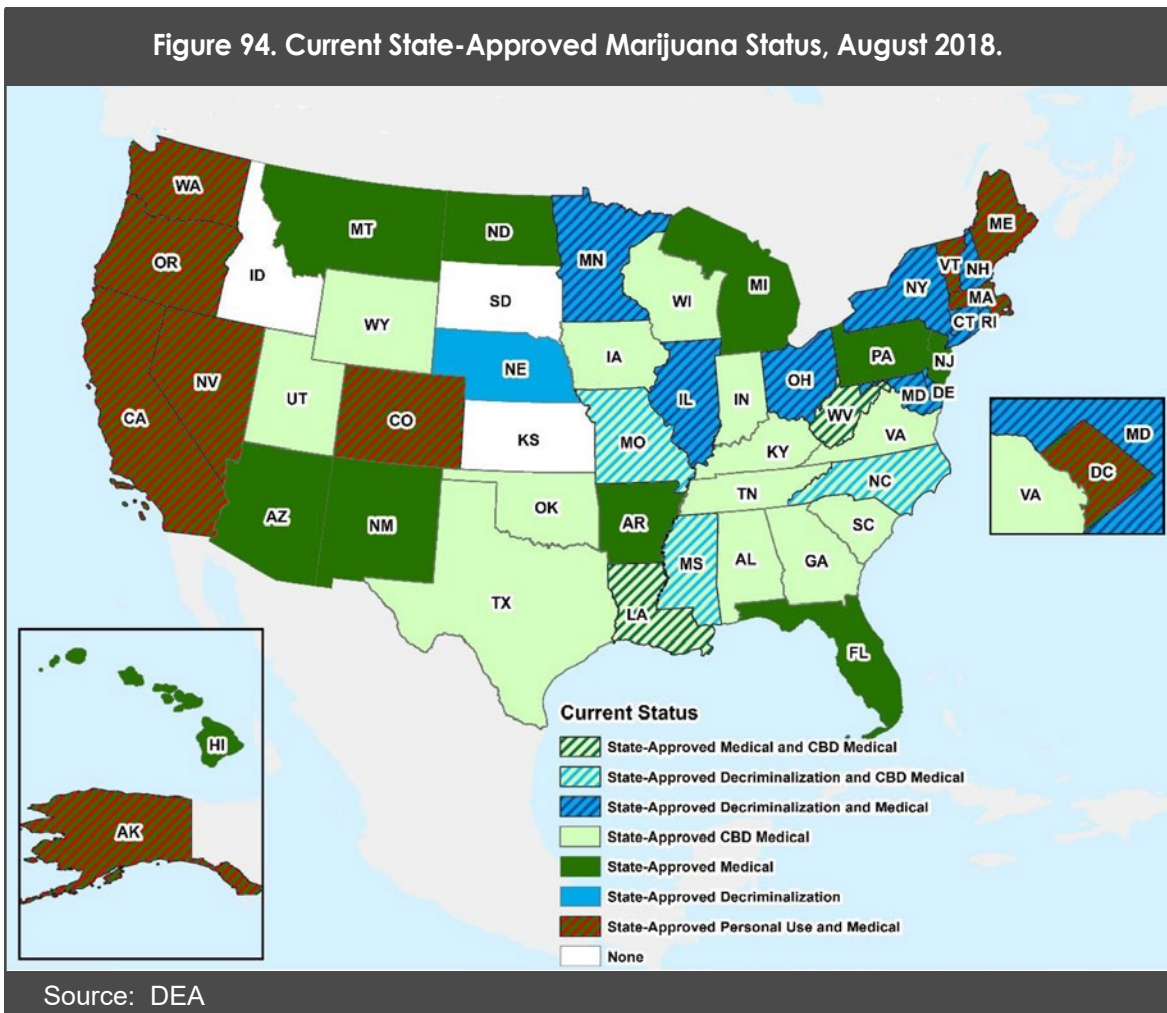 Figure 94. Current State-Approved Marijuana Status, August 2018.
WA
MT
ND
MN
ME
OR
ID
SD
WI
MI
NY
VT
NH
MA
CT
RI
WY
IA
PA
NJ
NE
NV
UT
CO
IL
IN
OH
MD
DE
WV
CA
KS
MO
KY
VA
MD
DC
VA
AZ
NM
OK
AR
TN
NC
SC
TX
MS
AL
GA
LA
FL
HI
AK
Current Status
State-Approved Medical and CBD Medical
State-Approved Decriminalization and CBD Medical
State-Approved Decriminalization and Medical
State-Approved CBD Medical
State-Approved Medical
State-Approved Decriminalization
State-Approved Personal Use and Medical
None
Source: DEA